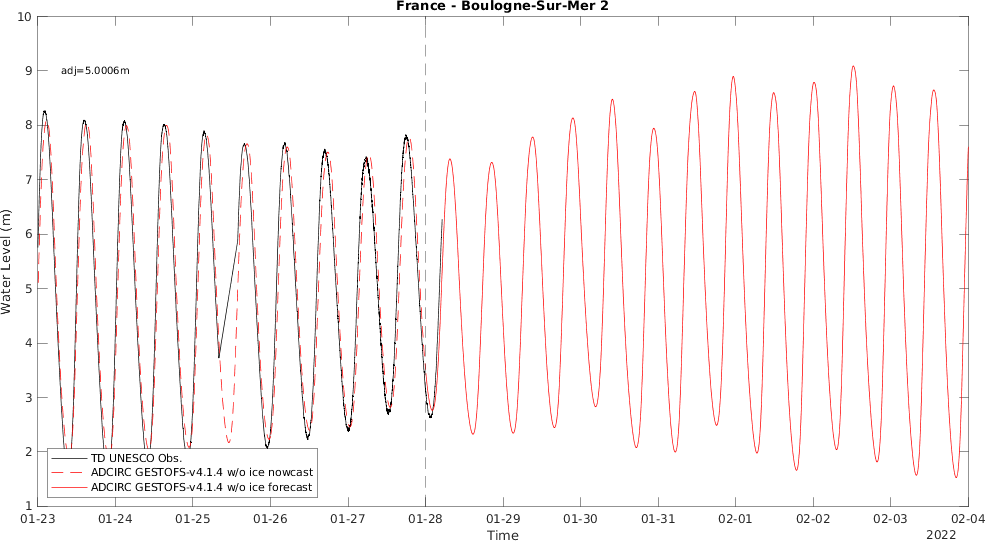 France - Boulogne-Sur-Mer 2
10
9
8
7
6
5
4
3
2
1
Water Level (m)
adj=5.0006m
TD UNESCO Obs.
ADCIRC GESTOFS-v4.1.4 w/o ice nowcast
ADCIRC GESTOFS-v4.1.4 w/o ice forecast
01-23 01-24 01-25 01-26 01-27 01-28 01-29 01-30 01-31 02-01 02-02 02-03 02-04
Time
2022